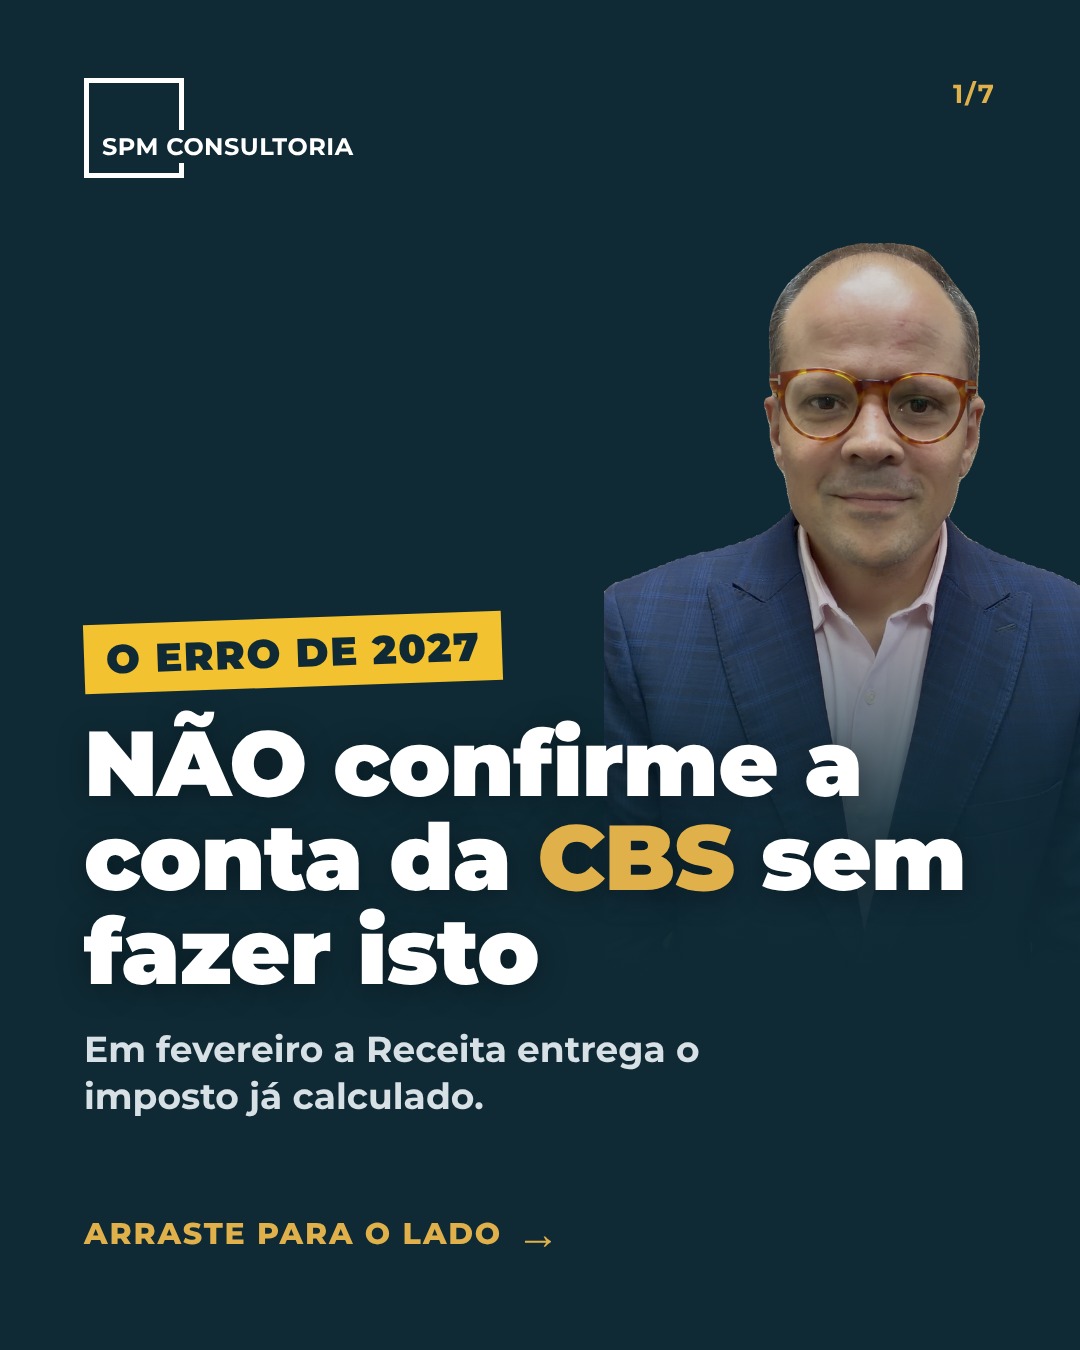 SPM CONSULTORIA
1/7
O ERRO DE 2027
NÃO confirme a
conta da CBS sem
fazer isto
Em fevereiro a Receita entrega o
imposto já calculado.
ARRASTE PARA O LADO →